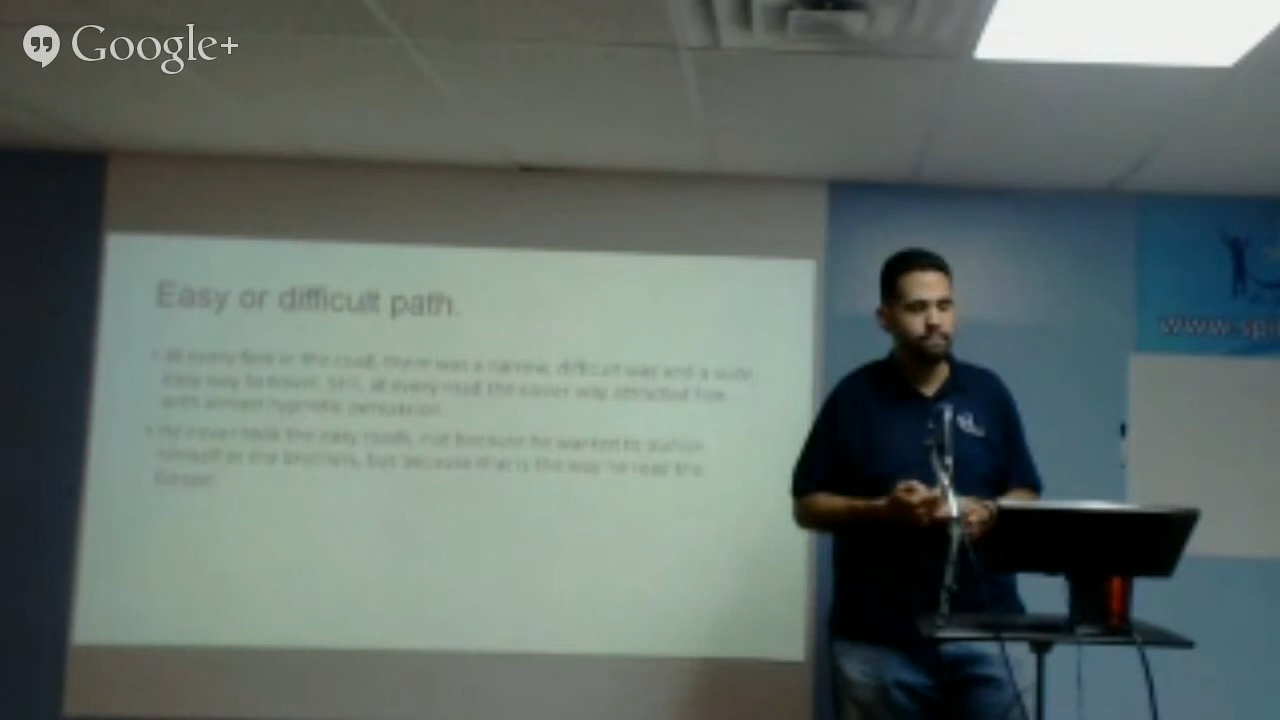 Google+
Easy or difficult path.
At every fork in the road, there was a narrow, difficult way and a wide,
easy way to travel. Still, at every road the easier way attracted him
with almost hypnotic persuasion.
He never took the easy roads, not because he wanted to punish
himself or the brothers, but because that is the way he read the
Gospel.
www.spi